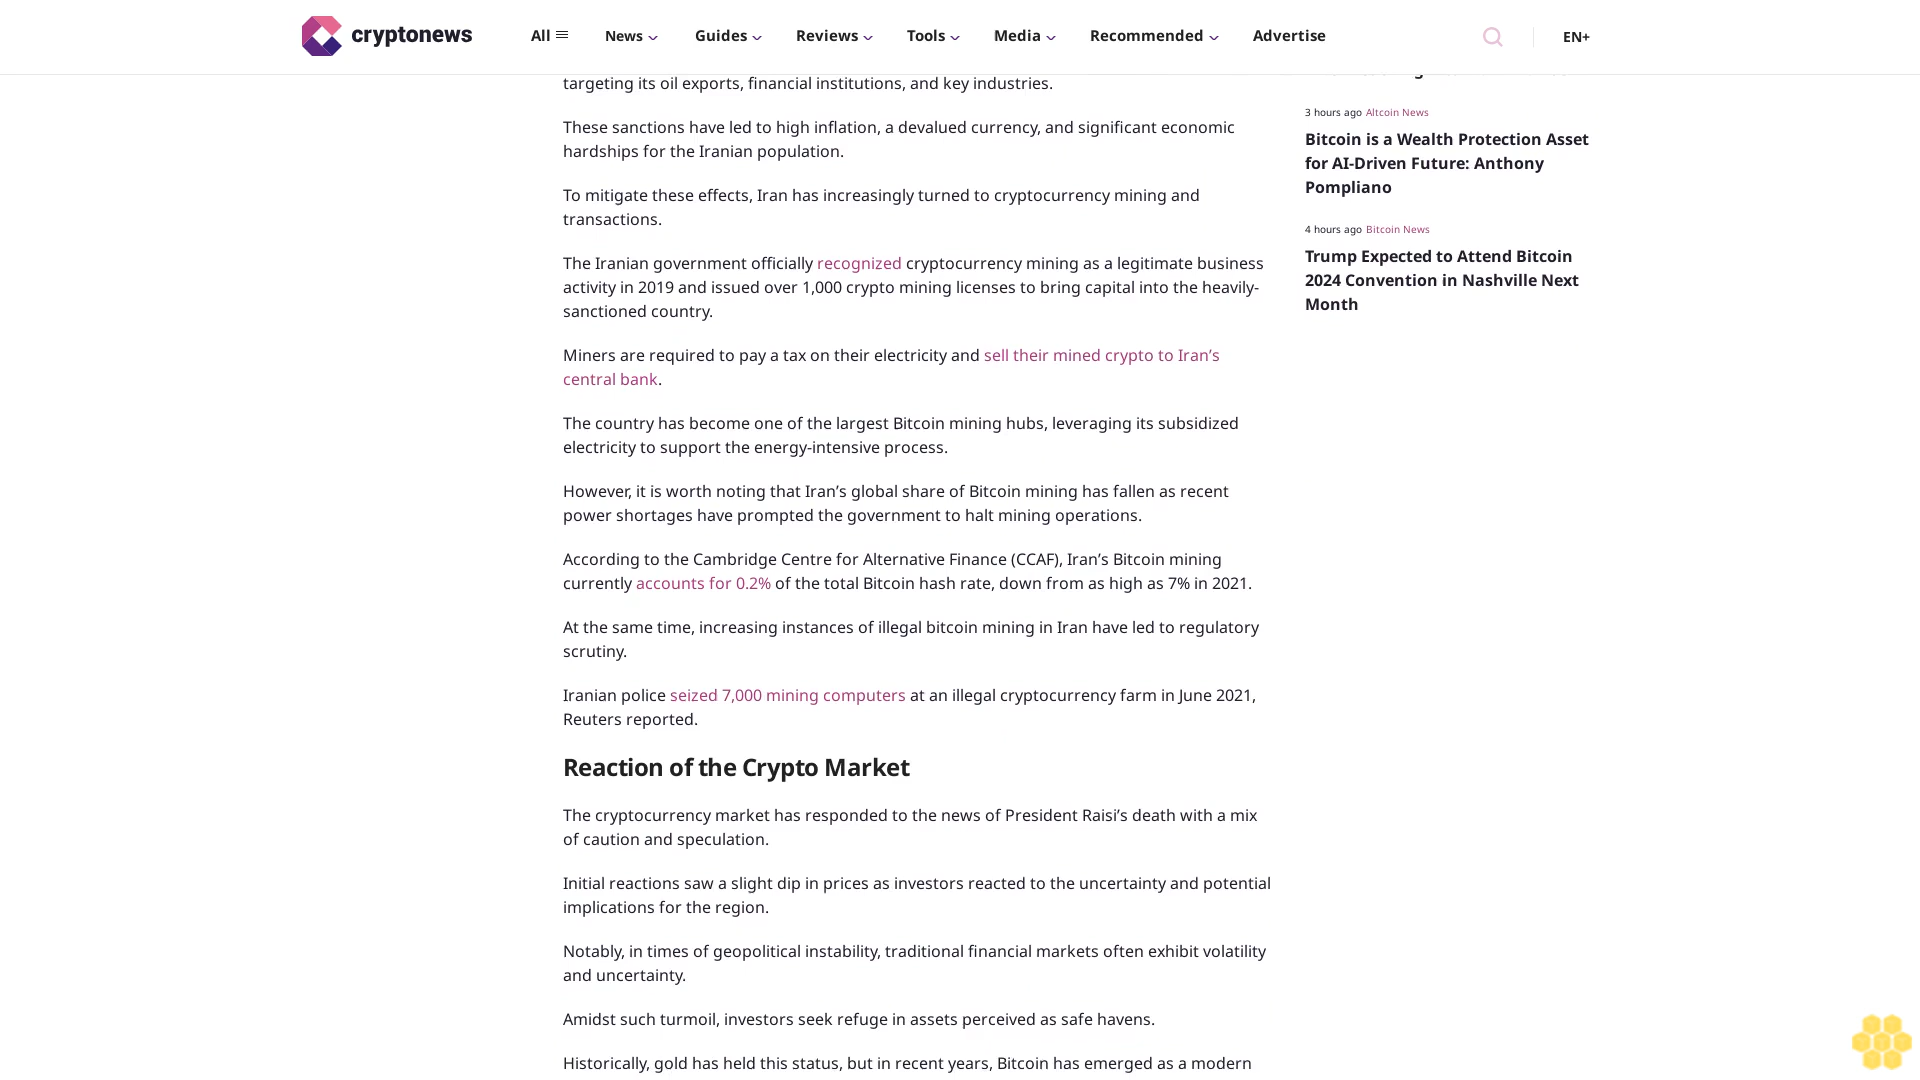 cryptonews
All
News
Guides
Reviews
Tools
Media
Recommended
Advertise
EN+
targeting its oil exports, financial institutions, and key industries.
These sanctions have led to high inflation, a devalued currency, and significant economic
hardships for the Iranian population.
To mitigate these effects, Iran has increasingly turned to cryptocurrency mining and
transactions.
The Iranian government officially recognized cryptocurrency mining as a legitimate business
activity in 2019 and issued over 1,000 crypto mining licenses to bring capital into the heavily-
sanctioned country.
Miners are required to pay a tax on their electricity and sell their mined crypto to Iran’s
central bank.
The country has become one of the largest Bitcoin mining hubs, leveraging its subsidized
electricity to support the energy-intensive process.
However, it is worth noting that Iran’s global share of Bitcoin mining has fallen as recent
power shortages have prompted the government to halt mining operations.
According to the Cambridge Centre for Alternative Finance (CCAF), Iran’s Bitcoin mining
currently accounts for 0.2% of the total Bitcoin hash rate, down from as high as 7% in 2021.
At the same time, increasing instances of illegal bitcoin mining in Iran have led to regulatory
scrutiny.
Iranian police seized 7,000 mining computers at an illegal cryptocurrency farm in June 2021,
Reuters reported.
Reaction of the Crypto Market
The cryptocurrency market has responded to the news of President Raisi’s death with a mix
of caution and speculation.
Initial reactions saw a slight dip in prices as investors reacted to the uncertainty and potential
implications for the region.
Notably, in times of geopolitical instability, traditional financial markets often exhibit volatility
and uncertainty.
Amidst such turmoil, investors seek refuge in assets perceived as safe havens.
Historically, gold has held this status, but in recent years, Bitcoin has emerged as a modern
3 hours ago Altcoin News
Bitcoin is a Wealth Protection Asset
for AI-Driven Future: Anthony
Pompliano
4 hours ago Bitcoin News
Trump Expected to Attend Bitcoin
2024 Convention in Nashville Next
Month